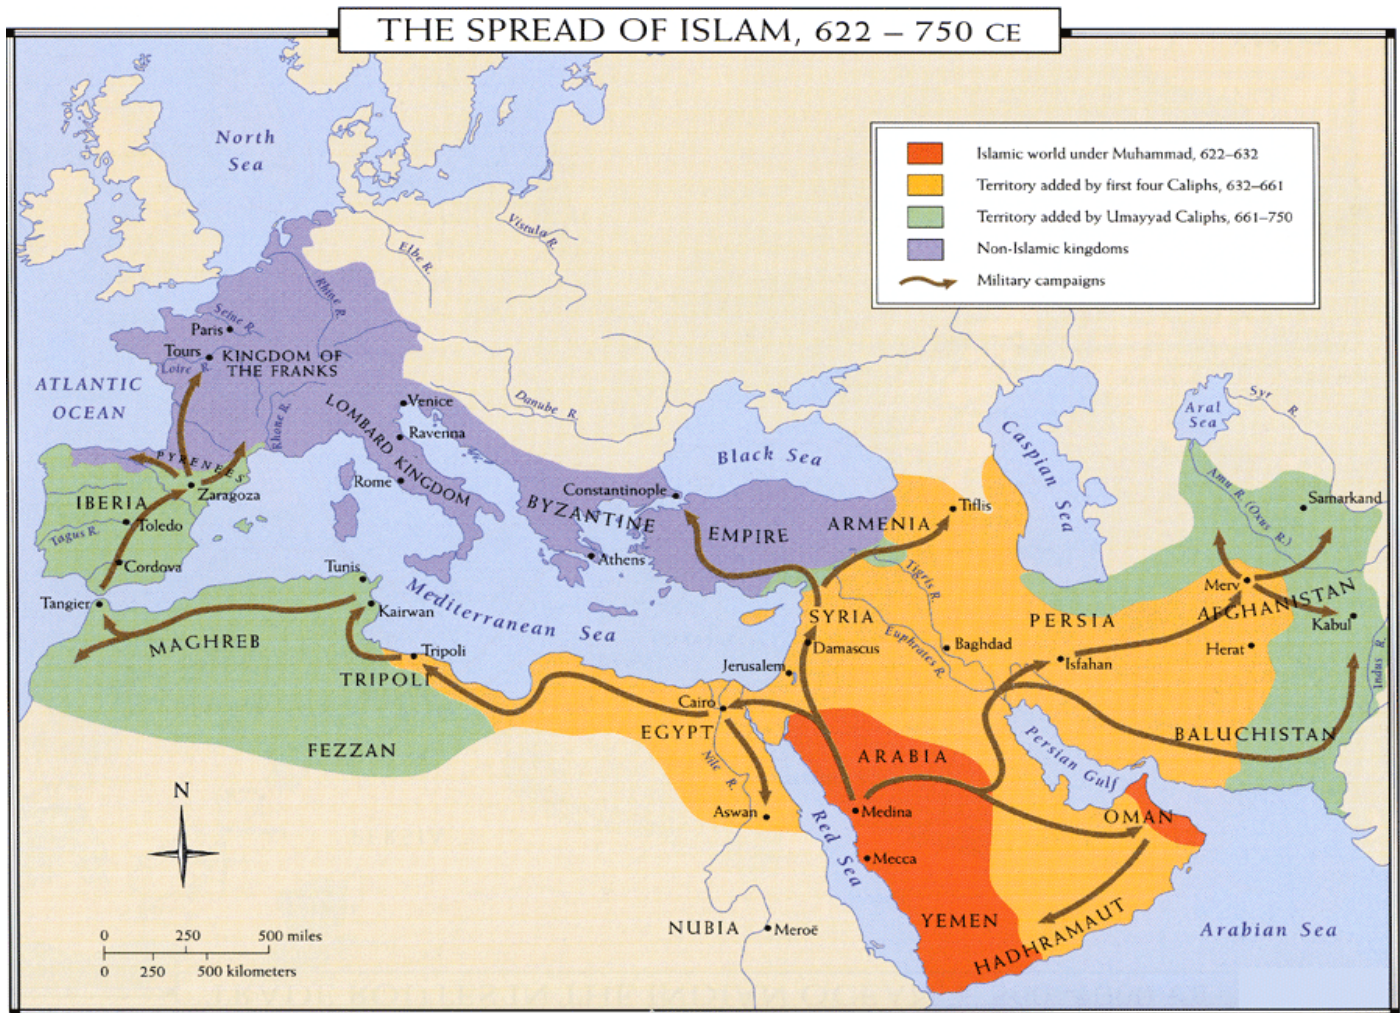 THE SPREAD OF ISLAM, 622 – 750 CE
Islamic world under Muhammad, 622–632
Territory added by first four Caliphs, 632–661
Territory added by Umayyad Caliphs, 661–750
Non-Islamic kingdoms
Military campaigns
North
Sea
Vistula R.
Elbe R.
Rhine R.
Seine R.
Paris
Tours
KINGDOM OF
THE FRANKS
Loire R.
ATLANTIC
OCEAN
Rhone R.
LOMBARD KINGDOM
Venice
Ravenna
Danube R.
Rome
PYRENEES
IBERIA
Zaragoza
Tagus R.
Toledo
Cordova
Tangier
Tunis
Kairwan
MAGHREB
Mediterranean Sea
Tripoli
TRIPOLI
FEZZAN
Constantinople
BYZANTINE
EMPIRE
Athens
Black Sea
ARMENIA
Tiflis
Caspian Sea
Aral
Sea
Syr R.
Amu R. (Oxus R.)
Samarkand
Merv
AFGHANISTAN
Kabul
Herat
Indus R.
PERSIA
Isfahan
Baghdad
Tigris R.
Euphrates R.
SYRIA
Damascus
Jerusalem
Cairo
EGYPT
Nile R.
Aswan
BALUCHISTAN
Persian Gulf
ARABIA
Medina
Mecca
Red Sea
OMAN
YEMEN
HADHRAMAUT
Arabian Sea
NUBIA
Meroë
N
0 250 500 miles
0 250 500 kilometers